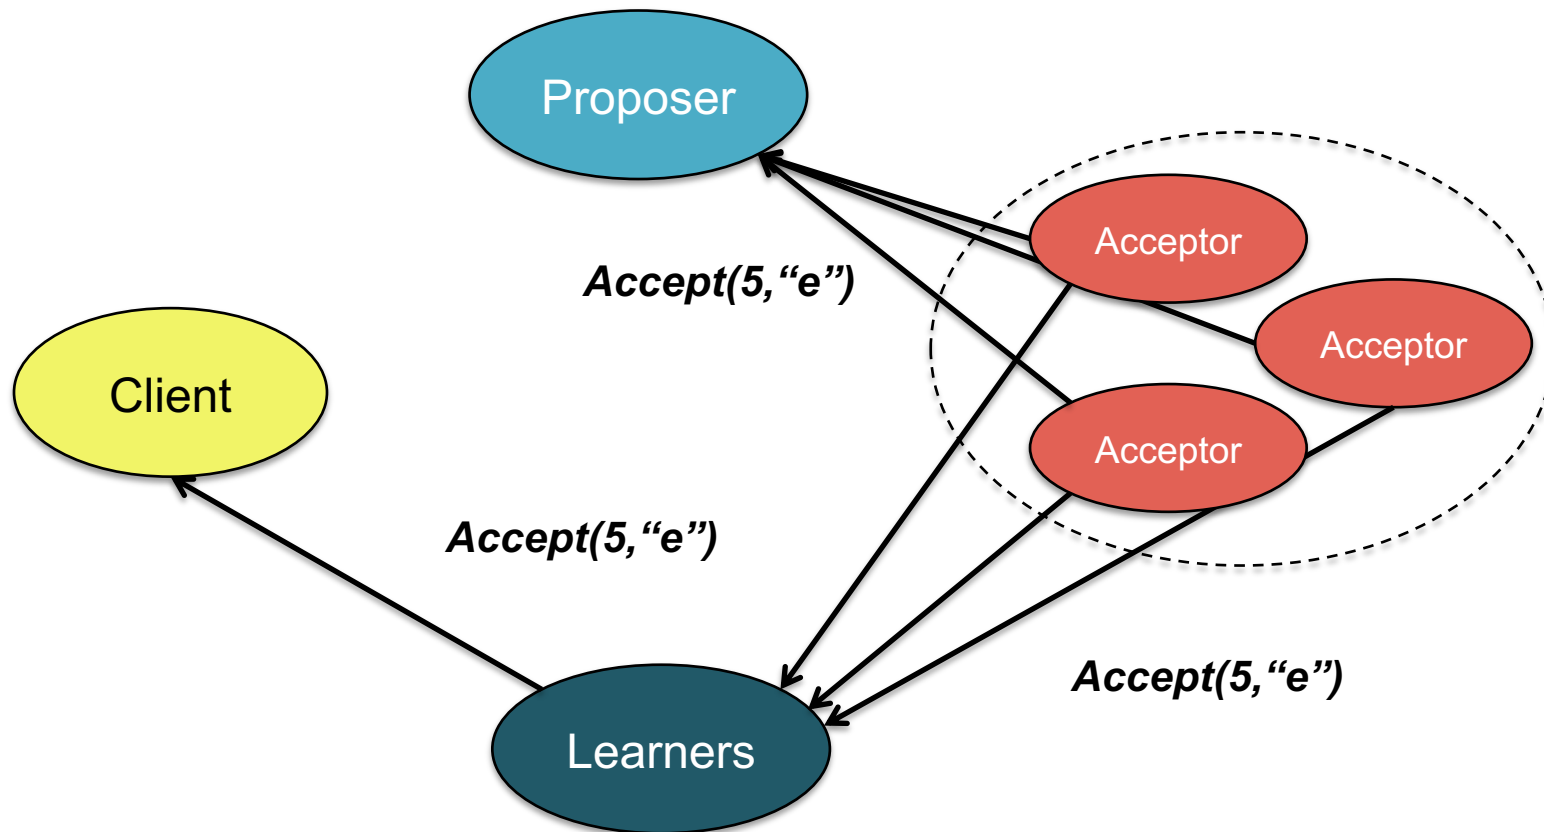 Proposer
Acceptor
Accept(5,“e”)
Acceptor
Client
Acceptor
Accept(5,“e”)
Accept(5,“e”)
Learners